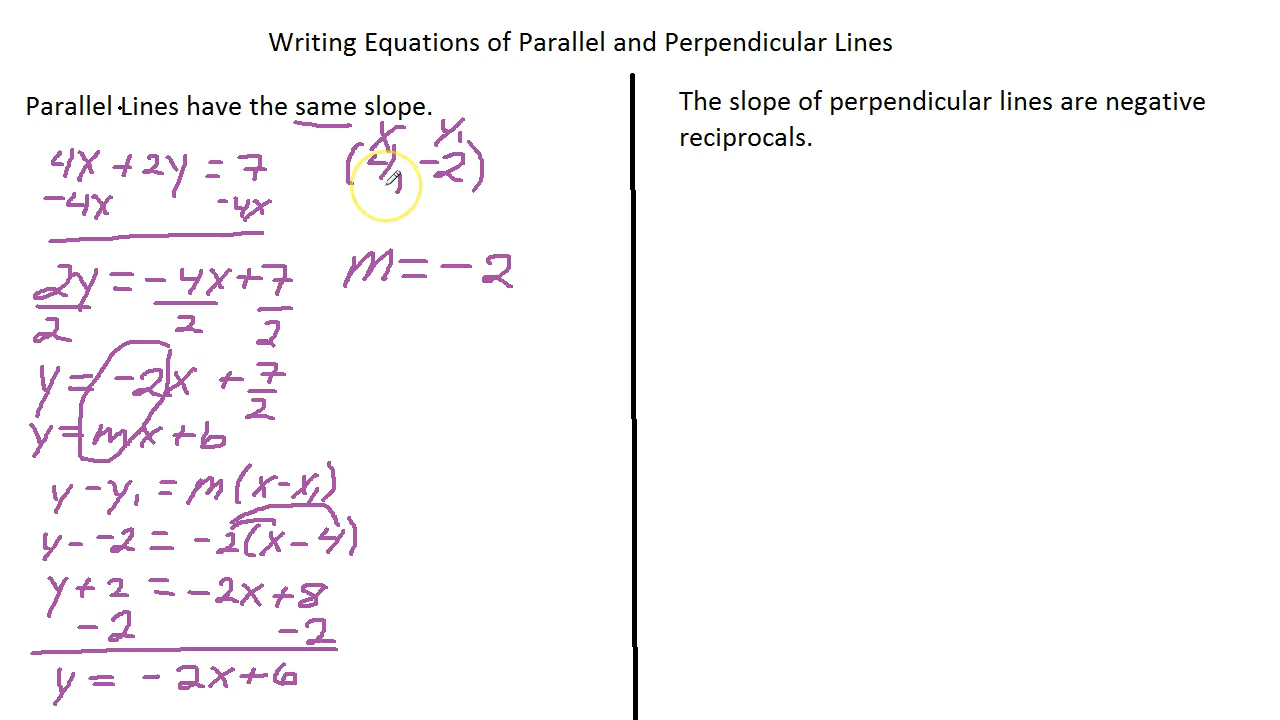 Writing Equations of Parallel and Perpendicular Lines
Parallel Lines have the same slope.
x₁ y₁
(4, -2)
4x + 2y = 7
-4x -4x
m = -2
2y = -4x + 7
2 2 2
y = -2x + 7/2
y = mx + b
y - y₁ = m(x - x₁)
y - -2 = -2(x - 4)
y + 2 = -2x + 8
-2 -2
y = -2x + 6
The slope of perpendicular lines are negative
reciprocals.